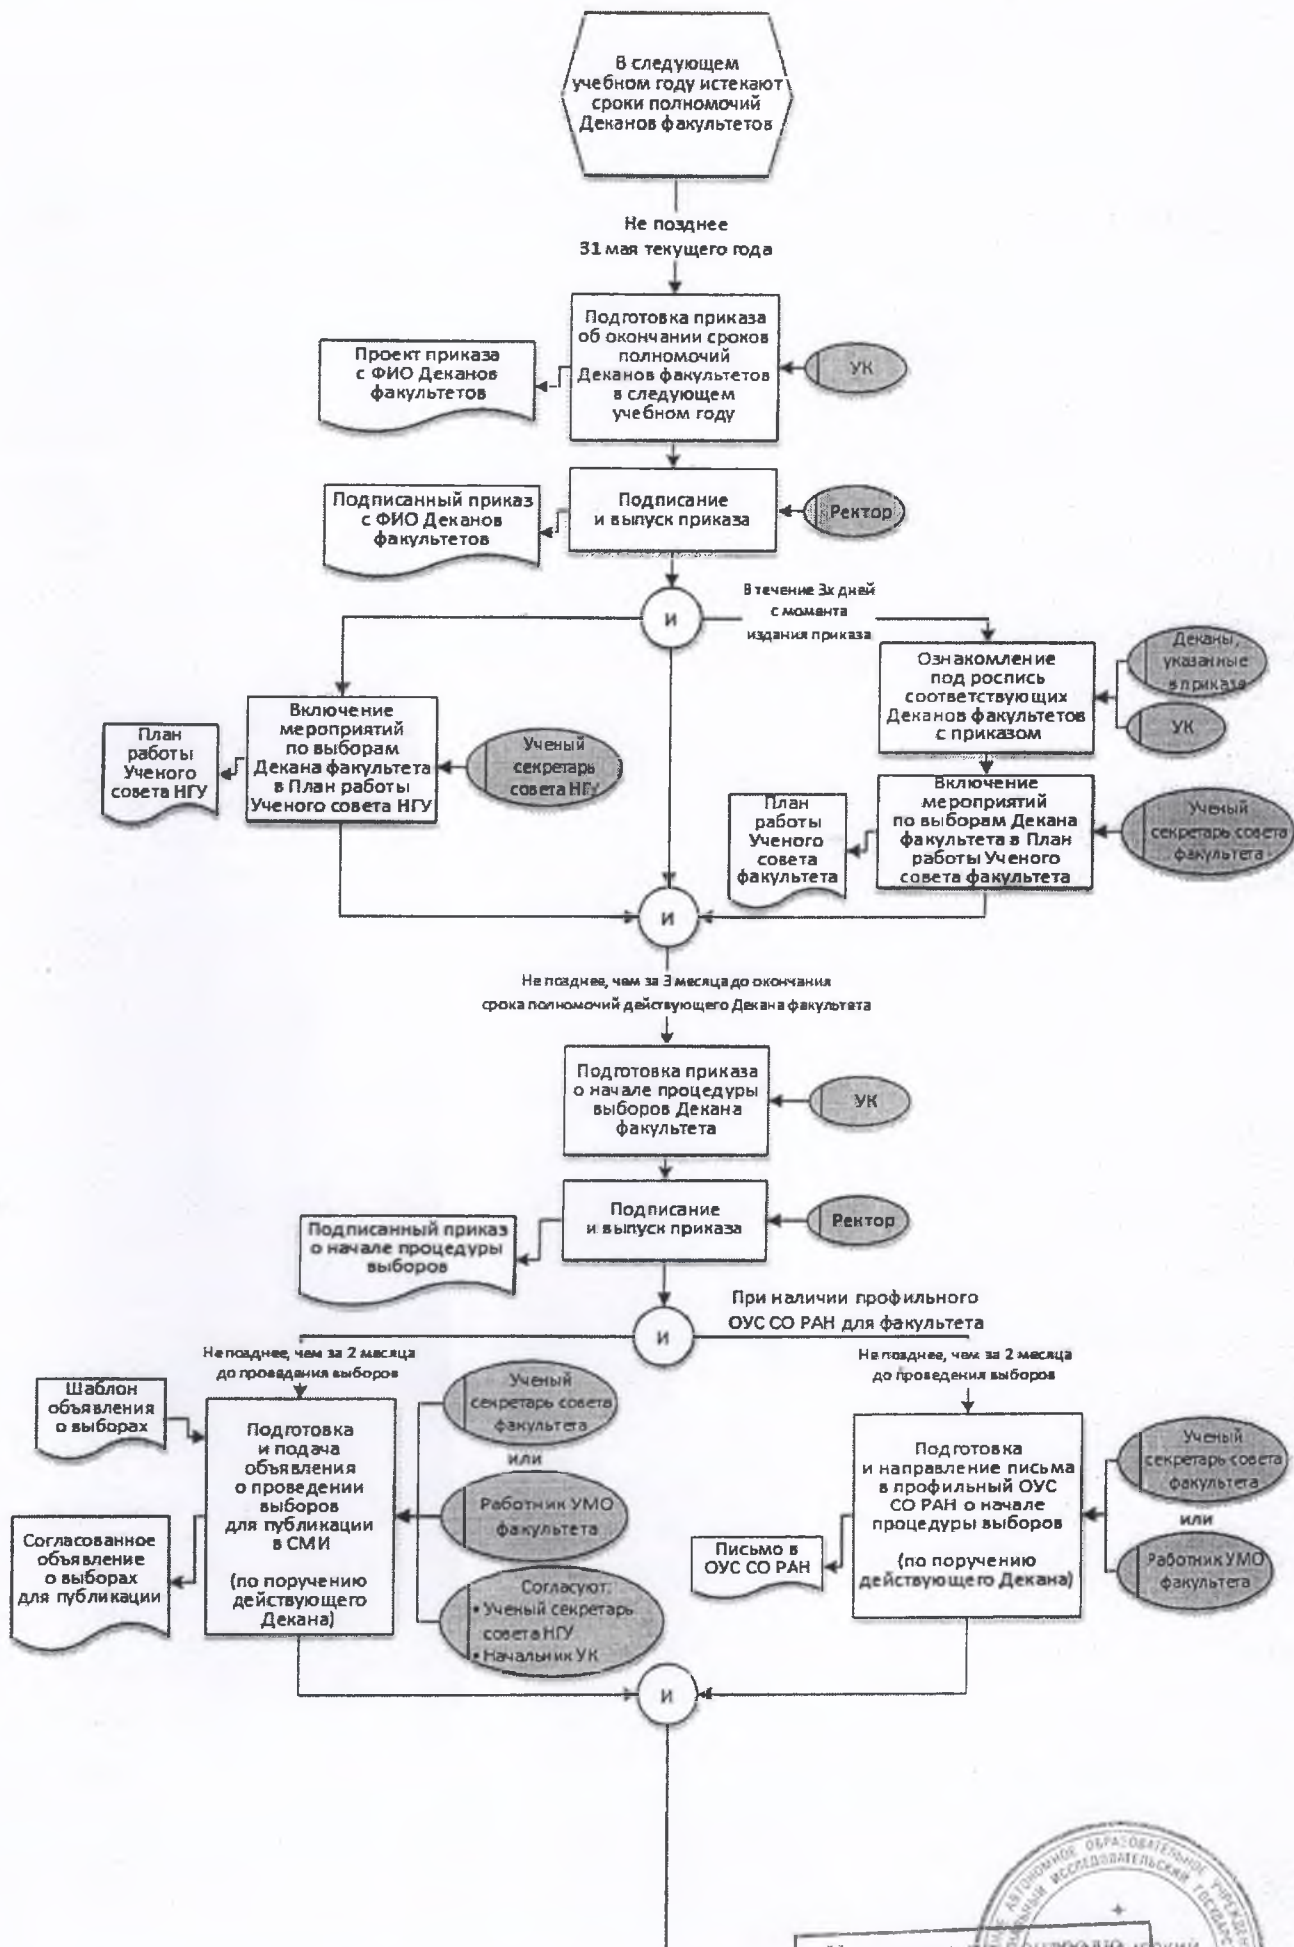 В следующем
учебном году истекают
сроки полномочий
Деканов факультетов
Не позднее
31 мая текущего года
Подготовка приказа
об окончании сроков
полномочий
Деканов факультетов
в следующем
учебном году
УК
Проект приказа
с ФИО Деканов
факультетов
Подписание
и выпуск приказа
Ректор
Подписанный приказ
с ФИО Деканов
факультетов
И
В течение 3х дней
с момента
издания приказа
Ознакомление
под роспись
соответствующих
Деканов факультетов
с приказом
Деканы,
указанные
в приказе
УК
Включение
мероприятий
по выборам
Декана факультета
в План работы
Ученого совета НГУ
План
работы
Ученого
совета НГУ
Ученый
секретарь
совета НГУ
Включение
мероприятий
по выборам Декана
факультета в План
работы Ученого
совета факультета
План
работы
Ученого
совета
факультета
Ученый
секретарь совета
факультета
И
Не позднее, чем за 3 месяца до окончания
срока полномочий действующего Декана факультета
Подготовка приказа
о начале процедуры
выборов Декана
факультета
УК
Подписание
и выпуск приказа
Ректор
Подписанный приказ
о начале процедуры
выборов
И
При наличии профильного
ОУС СО РАН для факультета
Не позднее, чем за 2 месяца
до проведения выборов
Не позднее, чем за 2 месяца
до проведения выборов
Шаблон
объявления
о выборах
Подготовка
и подача
объявления
о проведении
выборов
для публикации
в СМИ
(по поручению
действующего
Декана)
Согласованное
объявление
о выборах
для публикации
Ученый
секретарь совета
факультета
или
Работник УМО
факультета
Согласуют:
• Ученый секретарь
совета НГУ
• Начальник УК
Подготовка
и направление письма
в профильный ОУС
СО РАН о начале
процедуры выборов
(по поручению
действующего Декана)
Письмо в
ОУС СО РАН
Ученый
секретарь совета
факультета
или
Работник УМО
факультета
И
АВТОНОМНОЕ ОБРАЗОВАТЕЛЬНОЕ
ИССЛЕДОВАТЕЛЬСКИЙ